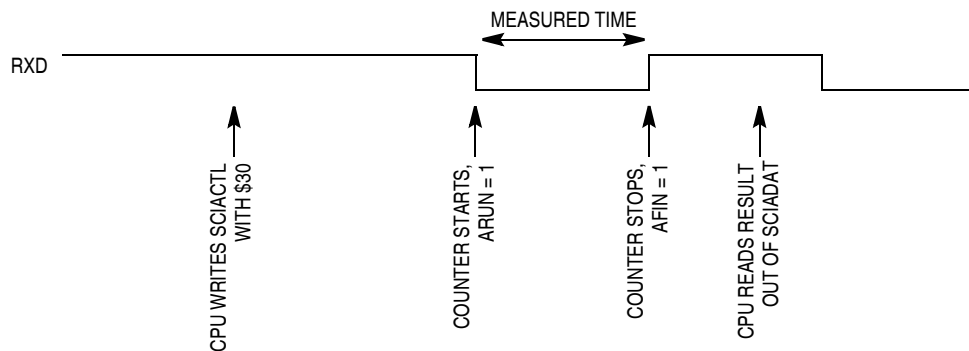 MEASURED TIME
RXD
CPU WRITES SCIACTL
WITH $30
COUNTER STARTS,
ARUN = 1
COUNTER STOPS,
AFIN = 1
CPU READS RESULT
OUT OF SCIADAT